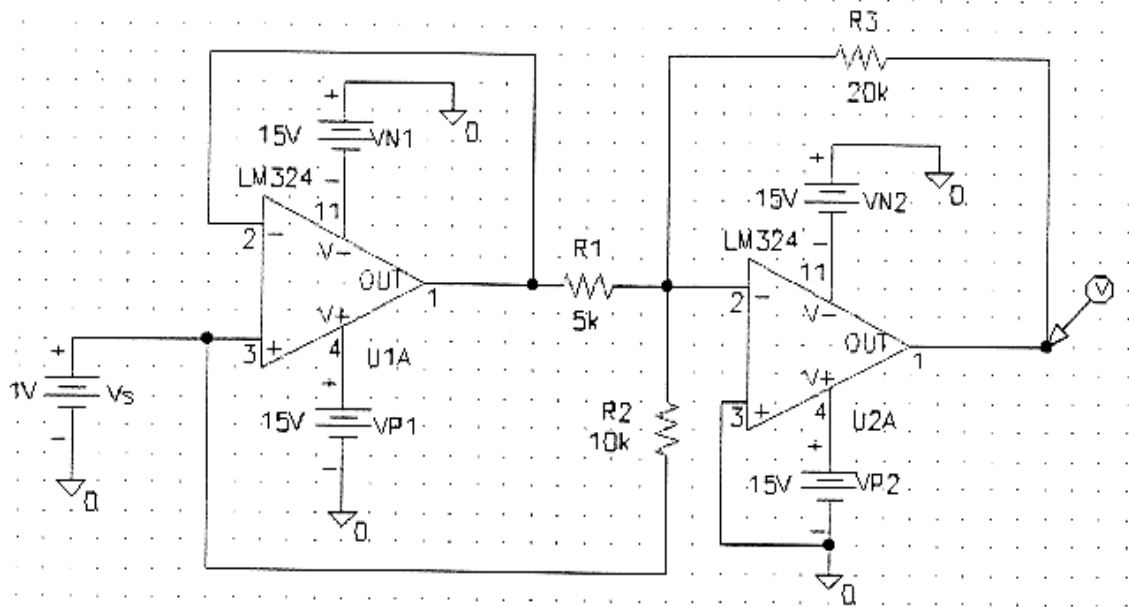 R3
20k
+
15V
VN1
0
-
LM324
11
2
-
V-
OUT
1
V+
3
+
4
U1A
+
1V
Vs
-
0
+
15V
VP1
-
0
R1
5k
R2
10k
+
15V
VN2
0
-
LM324
11
2
-
V-
OUT
1
V+
3
+
4
U2A
+
15V
VP2
-
0
V